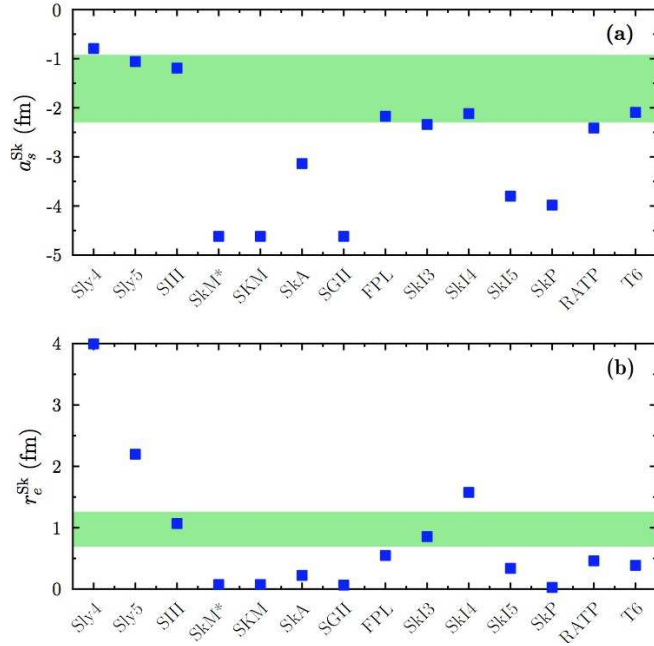 0
(a)
-1
-2
-3
-4
-5
a_s^Sk (fm)
Sly4 Sly5 SIII SkM* SKM SkA SGII FPL SkI3 SkI4 SkI5 SkP RATP T6
4
(b)
3
2
1
0
r_e^Sk (fm)
Sly4 Sly5 SIII SkM* SKM SkA SGII FPL SkI3 SkI4 SkI5 SkP RATP T6